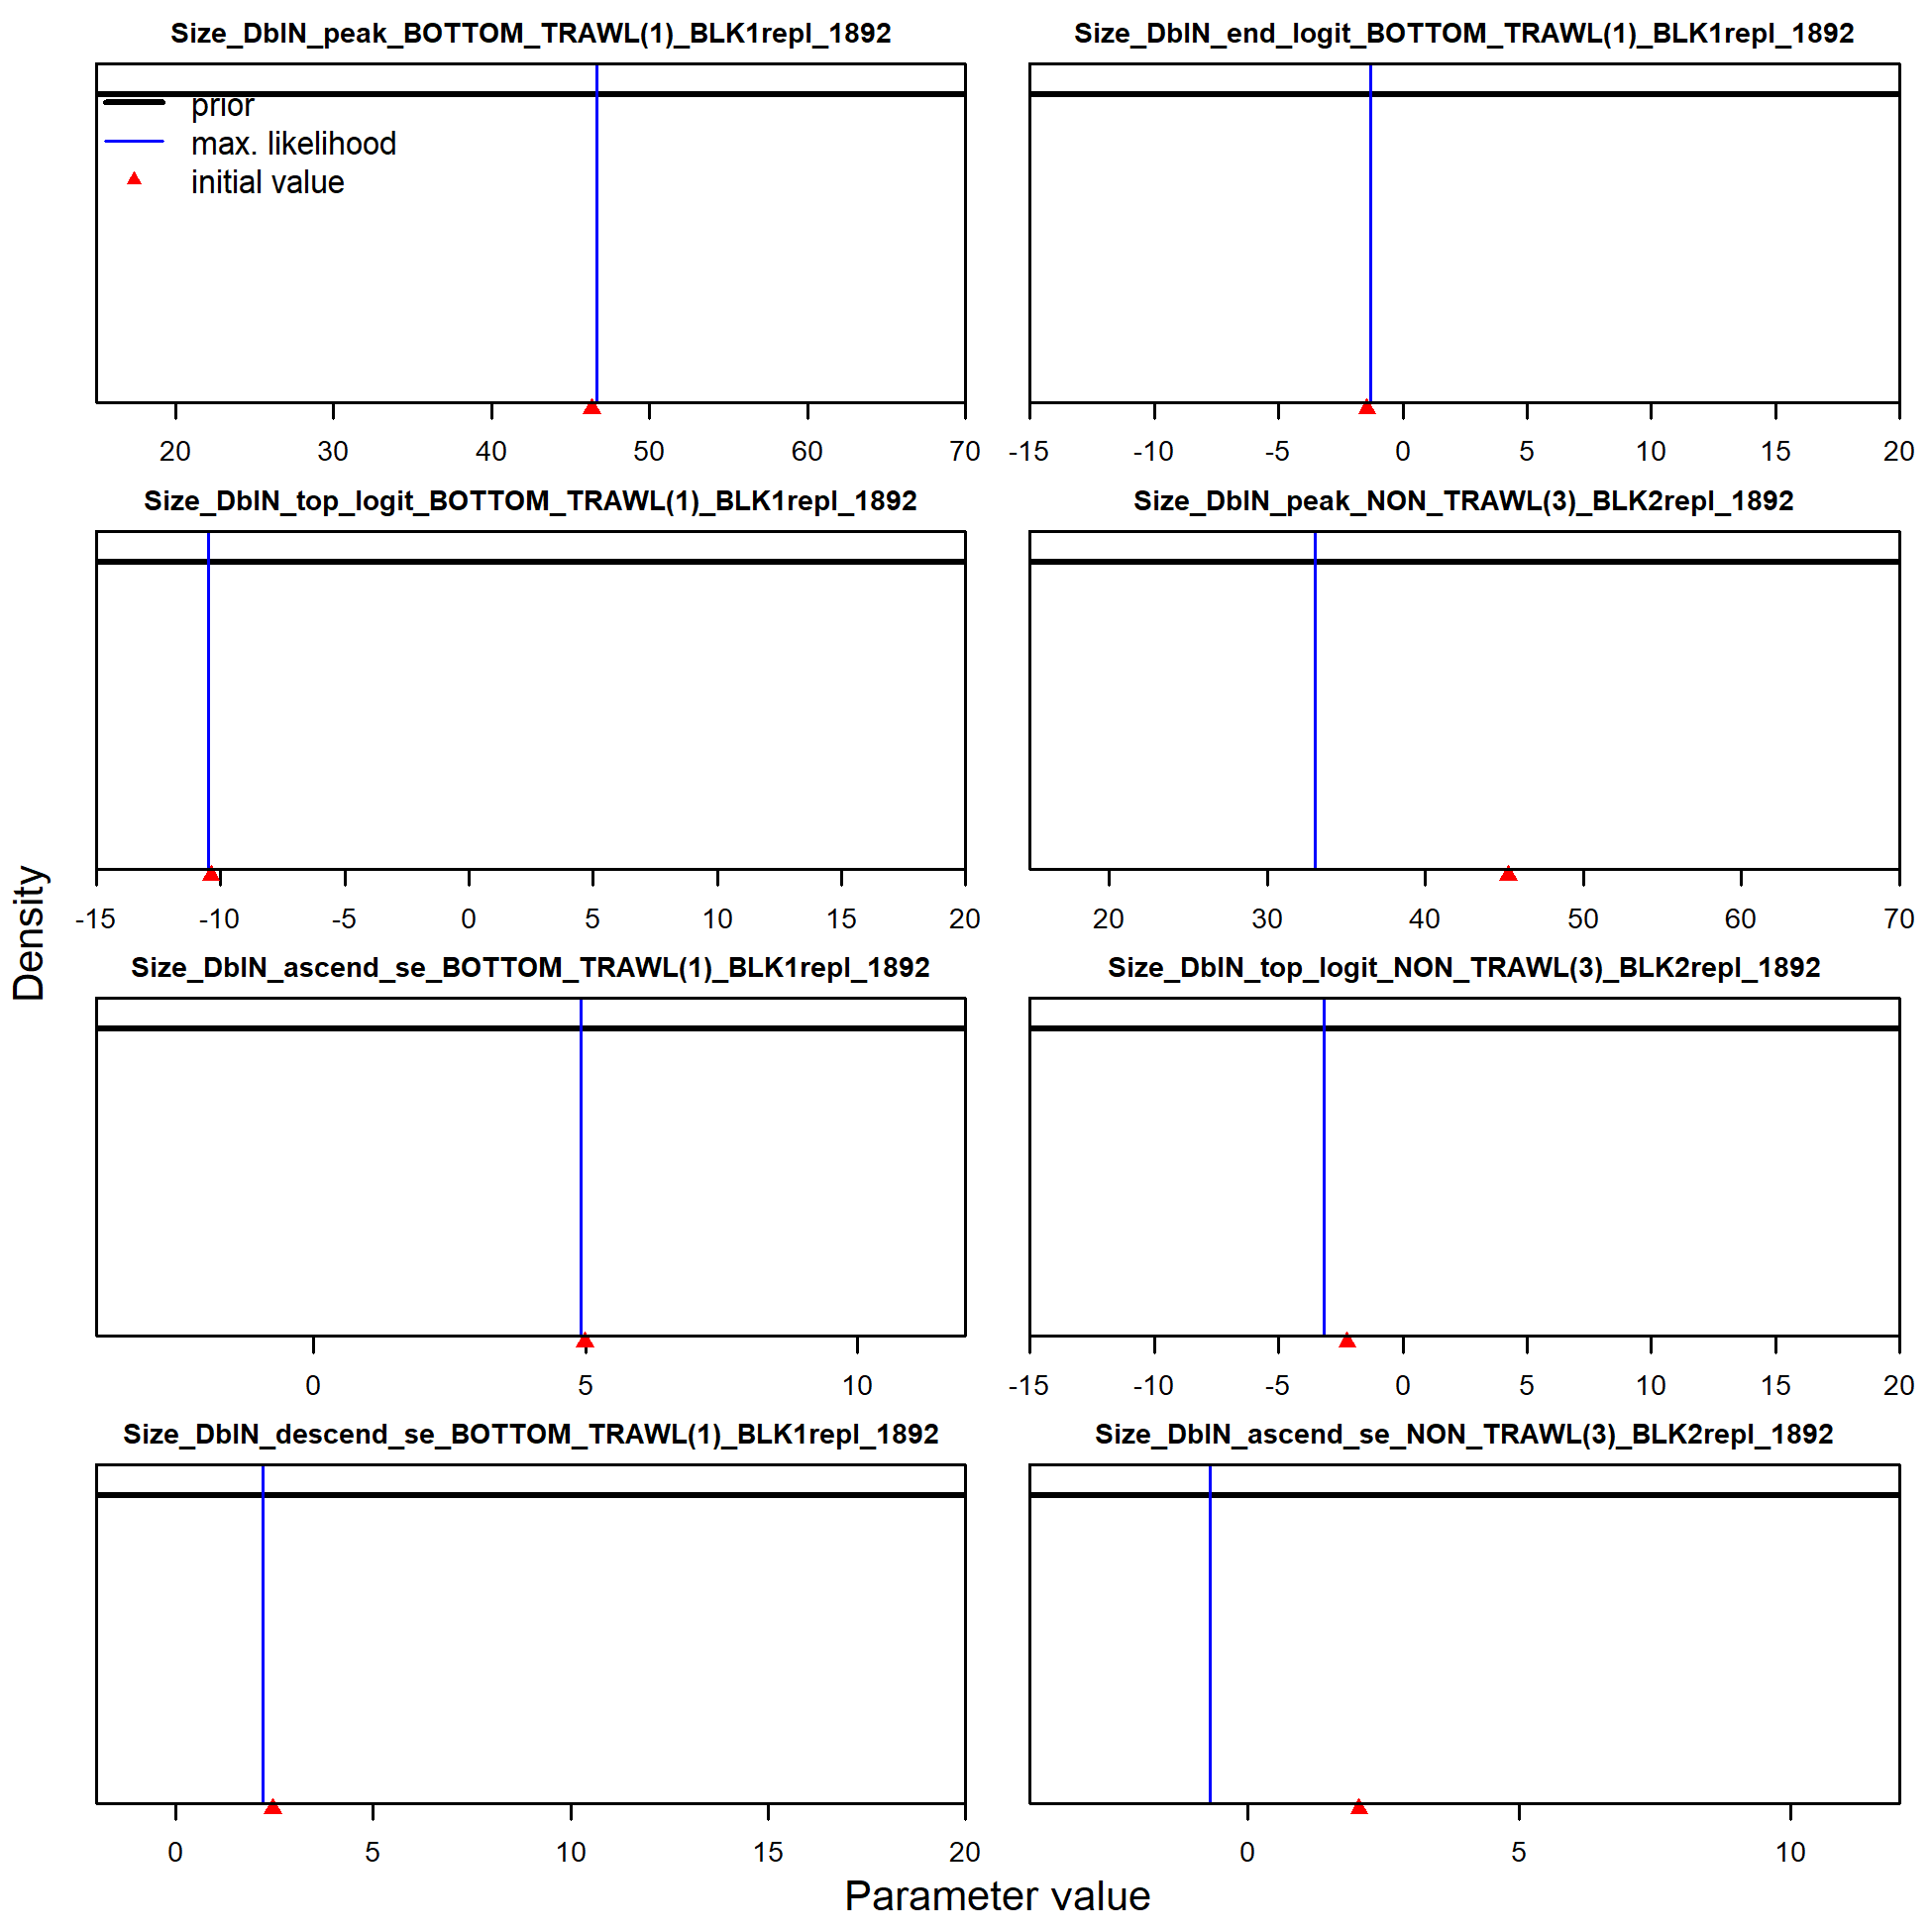 Size_DblN_peak_BOTTOM_TRAWL(1)_BLK1repl_1892
prior
max. likelihood
initial value
20 30 40 50 60 70
Size_DblN_end_logit_BOTTOM_TRAWL(1)_BLK1repl_1892
-15 -10 -5 0 5 10 15 20
Size_DblN_top_logit_BOTTOM_TRAWL(1)_BLK1repl_1892
-15 -10 -5 0 5 10 15 20
Size_DblN_peak_NON_TRAWL(3)_BLK2repl_1892
20 30 40 50 60 70
Size_DblN_ascend_se_BOTTOM_TRAWL(1)_BLK1repl_1892
0 5 10
Size_DblN_top_logit_NON_TRAWL(3)_BLK2repl_1892
-15 -10 -5 0 5 10 15 20
Size_DblN_descend_se_BOTTOM_TRAWL(1)_BLK1repl_1892
0 5 10 15 20
Size_DblN_ascend_se_NON_TRAWL(3)_BLK2repl_1892
0 5 10
Density
Parameter value